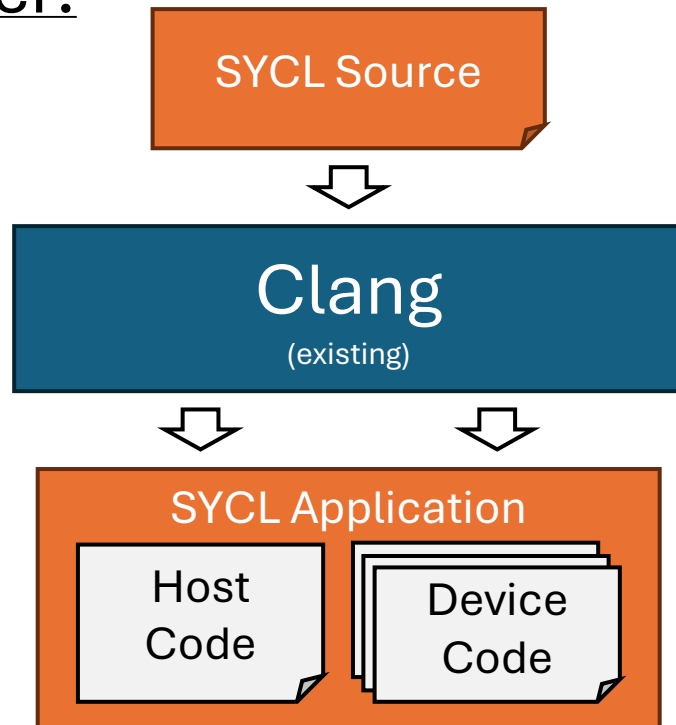 SYCL Source
Clang
(existing)
SYCL Application
Host
Code
Device
Code